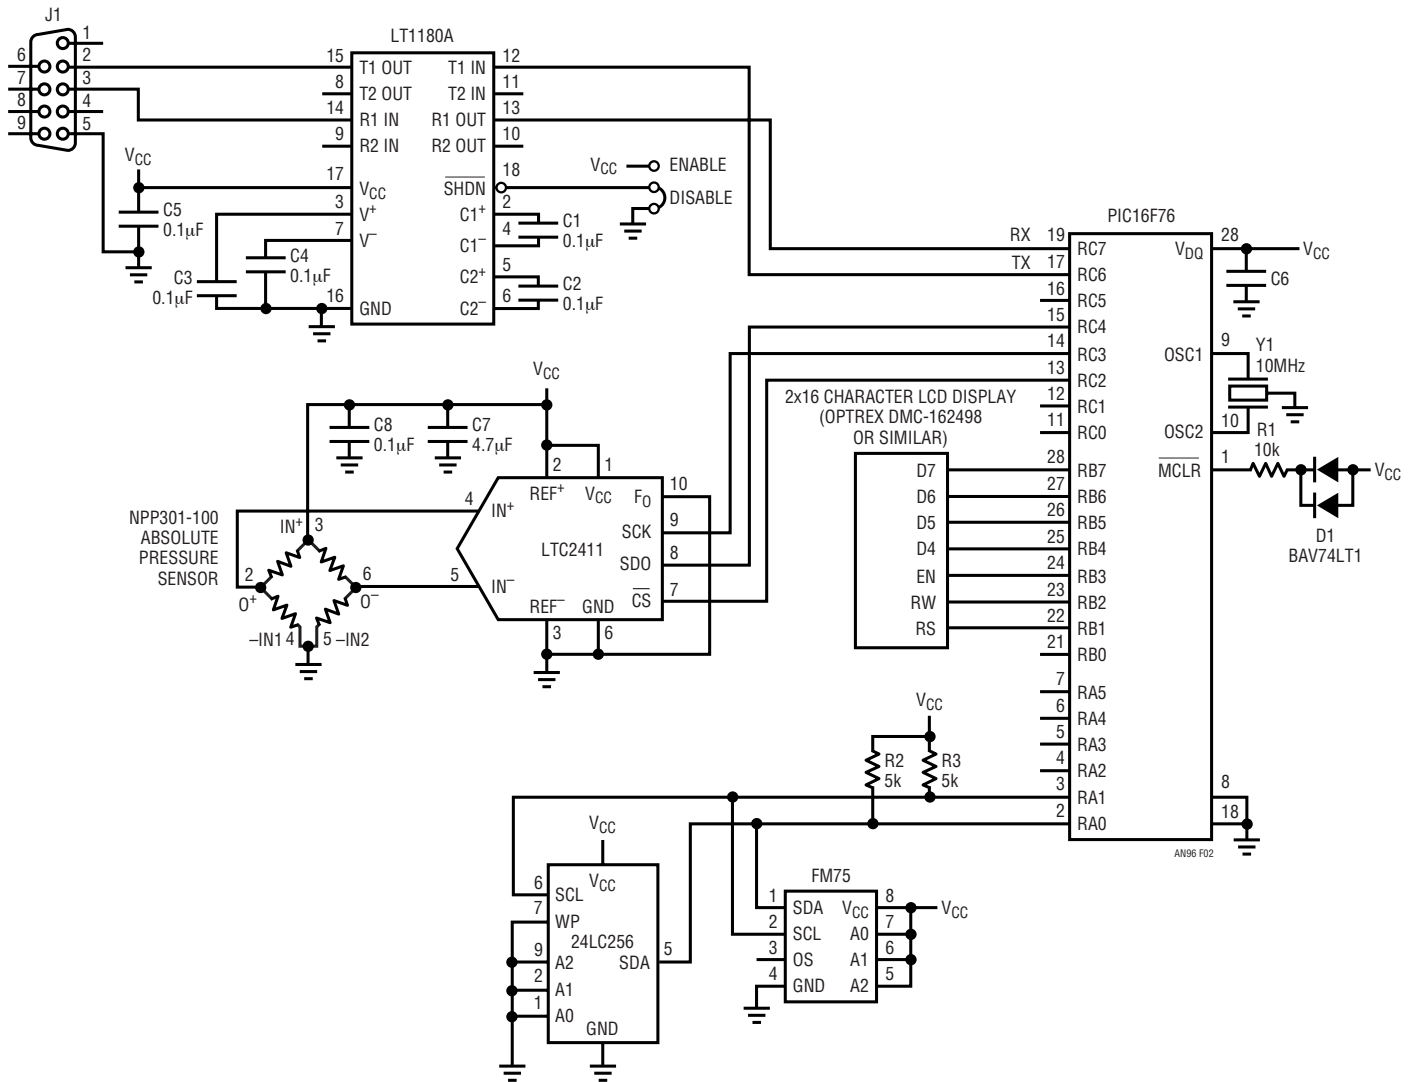 J1
1
6
2
7
3
8
4
9
5
LT1180A
15
T1 OUT
T1 IN
12
8
T2 OUT
T2 IN
11
14
R1 IN
R1 OUT
13
9
R2 IN
R2 OUT
10
17
VCC
SHDN
18
3
V+
C1+
2
7
V–
C1–
4
C2+
5
16
GND
C2–
6
VCC
C5
0.1µF
C3
0.1µF
C4
0.1µF
C1
0.1µF
C2
0.1µF
VCC
ENABLE
DISABLE
PIC16F76
RX
19
RC7
VDQ
28
VCC
TX
17
RC6
C6
16
RC5
15
RC4
14
RC3
OSC1
9
Y1
10MHz
13
RC2
12
RC1
11
RC0
OSC2
10
R1
10k
28
RB7
MCLR
1
VCC
27
RB6
26
RB5
25
RB4
24
RB3
23
RB2
22
RB1
21
RB0
D1
BAV74LT1
7
RA5
6
RA4
5
RA3
4
RA2
3
RA1
8
2
RA0
18
AN96 F02
2x16 CHARACTER LCD DISPLAY
(OPTREX DMC-162498
OR SIMILAR)
D7
D6
D5
D4
EN
RW
RS
VCC
C8
0.1µF
C7
4.7µF
2
1
REF+
VCC
4
IN+
FO
10
SCK
9
LTC2411
SDO
8
5
IN–
CS
7
REF–
GND
3
6
NPP301-100
ABSOLUTE
PRESSURE
SENSOR
IN+
3
2
O+
6
O–
–IN1
4
5
–IN2
VCC
R2
5k
R3
5k
VCC
VCC
6
SCL
7
WP
24LC256
9
A2
SDA
5
2
A1
1
A0
GND
FM75
1
SDA
VCC
8
VCC
2
SCL
A0
7
3
OS
A1
6
4
GND
A2
5